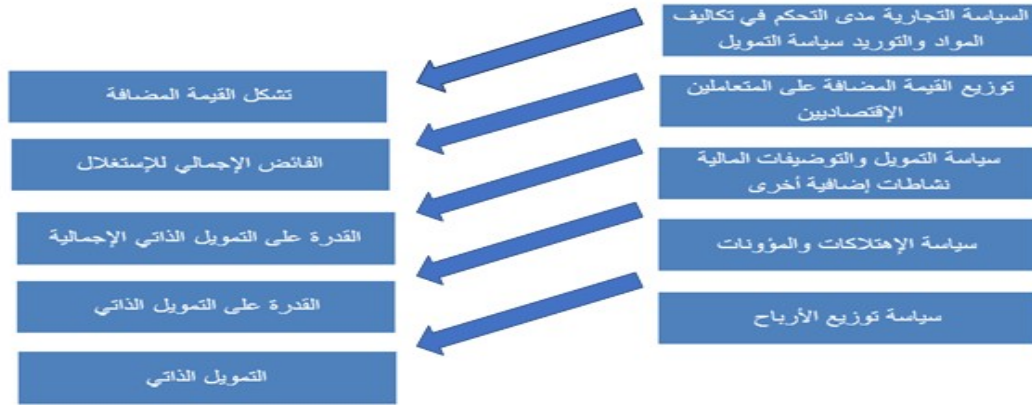 السياسة التجارية مدى التحكم في تكاليف
المواد والتوريد سياسة التمويل
توزيع القيمة المضافة على المتعاملين
الإقتصاديين
سياسة التمويل والتوضيفات المالية
نشاطات إضافية أخرى
سياسة الإهتلاكات والمؤونات
سياسة توزيع الأرباح
تشكل القيمة المضافة
الفائض الإجمالي للإستغلال
القدرة على التمويل الذاتي الإجمالية
القدرة على التمويل الذاتي
التمويل الذاتي